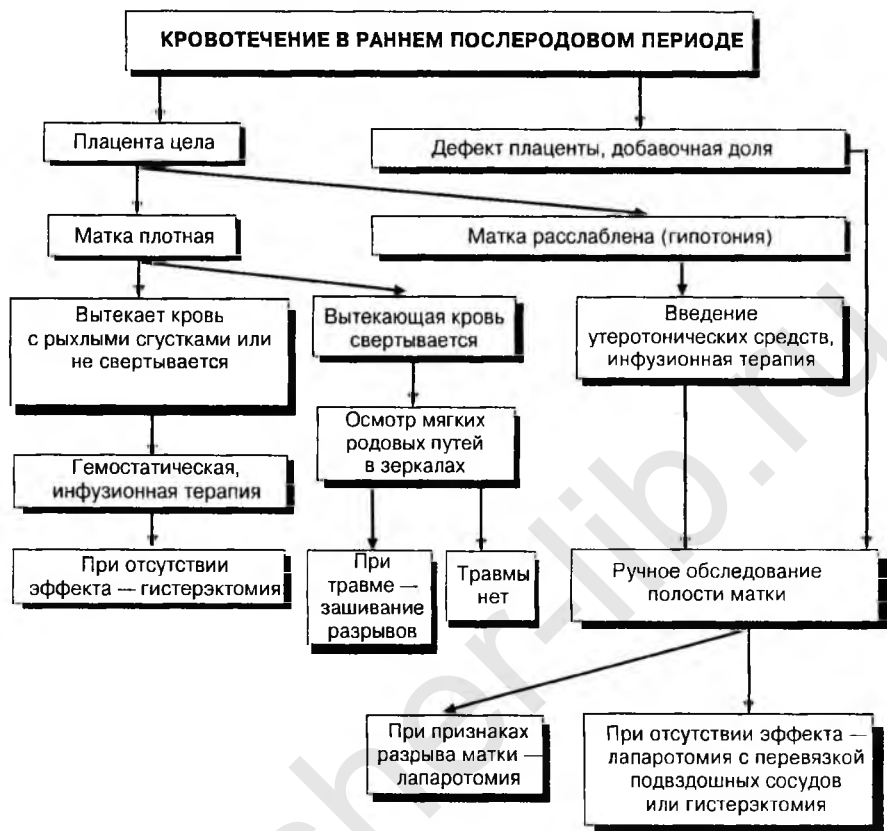 КРОВОТЕЧЕНИЕ В РАННЕМ ПОСЛЕРОДОВОМ ПЕРИОДЕ
Плацента цела
Дефект плаценты, добавочная доля
Матка плотная
Матка расслаблена (гипотония)
Вытекает кровь
с рыхлыми сгустками или
не свертывается
Вытекающая кровь
свертывается
Введение
утеротонических средств,
инфузионная терапия
Осмотр мягких
родовых путей
в зеркалах
Гемостатическая,
инфузионная терапия
При отсутствии
эффекта — гистерэктомия
При
травме —
зашивание
разрывов
Травмы
нет
Ручное обследование
полости матки
При признаках
разрыва матки —
лапаротомия
При отсутствии эффекта —
лапаротомия с перевязкой
подвздошных сосудов
или гистерэктомия
cher-lib.ru